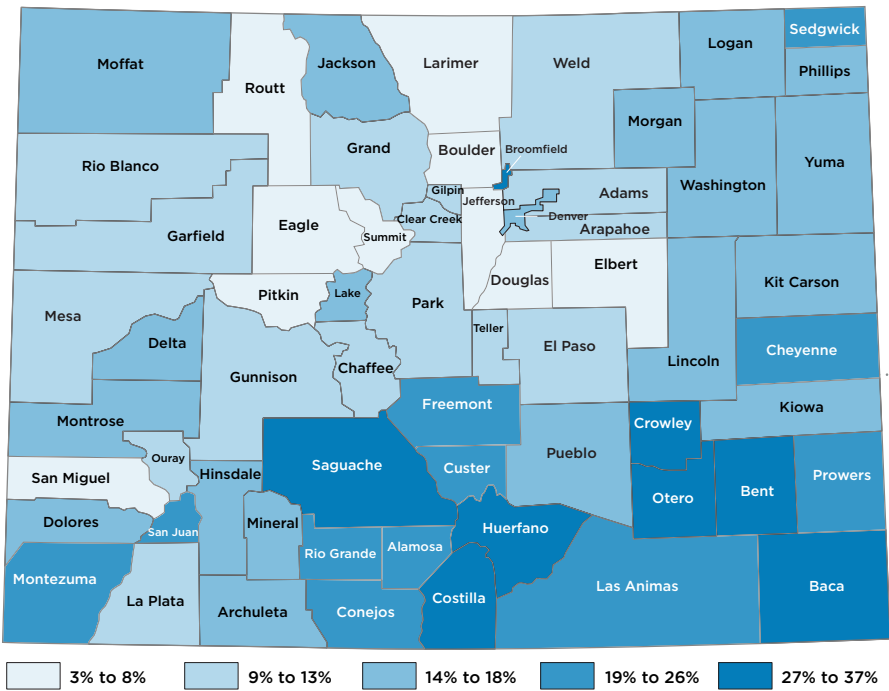 Sedgwick
Logan
Moffat
Jackson
Larimer
Weld
Phillips
Routt
Morgan
Grand
Boulder
Broomfield
Rio Blanco
Yuma
Washington
Gilpin
Adams
Jefferson
Clear Creek
Denver
Eagle
Arapahoe
Garfield
Summit
Elbert
Douglas
Kit Carson
Pitkin
Lake
Park
Mesa
Teller
Delta
El Paso
Cheyenne
Lincoln
Chaffee
Gunnison
Freemont
Kiowa
Montrose
Crowley
Pueblo
Ouray
Saguache
Custer
San Miguel
Hinsdale
Prowers
Otero
Bent
Dolores
Mineral
San Juan
Huerfano
Rio Grande
Alamosa
Montezuma
Las Animas
Baca
La Plata
Costilla
Archuleta
Conejos
3% to 8%
9% to 13%
14% to 18%
19% to 26%
27% to 37%